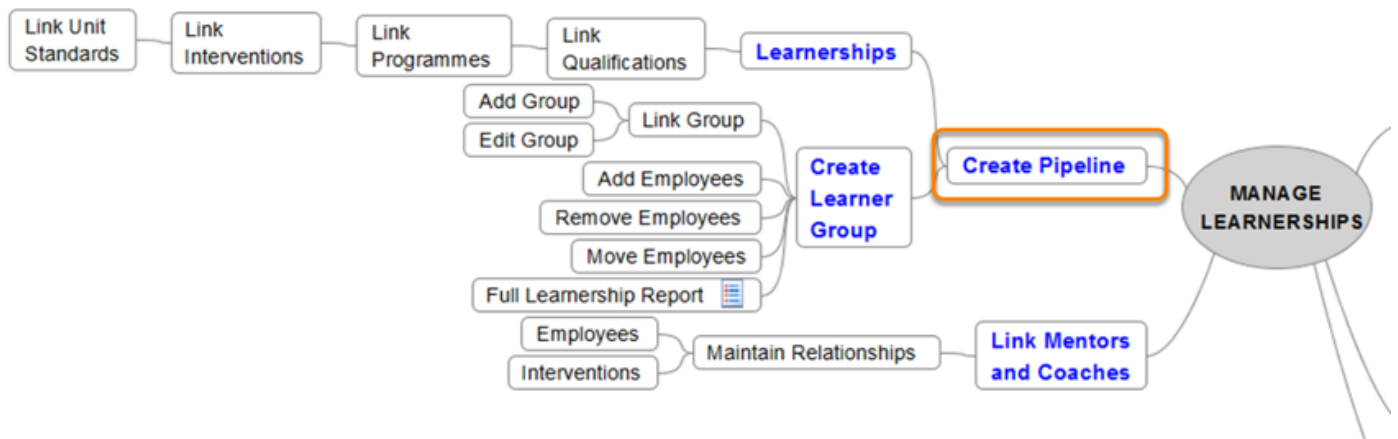 Link Unit
Standards
Link
Interventions
Link
Programmes
Link
Qualifications
Learnerships
Add Group
Edit Group
Link Group
Add Employees
Remove Employees
Move Employees
Full Learnership Report
Create
Learner
Group
Create Pipeline
MANAGE
LEARNERSHIPS
Employees
Interventions
Maintain Relationships
Link Mentors
and Coaches